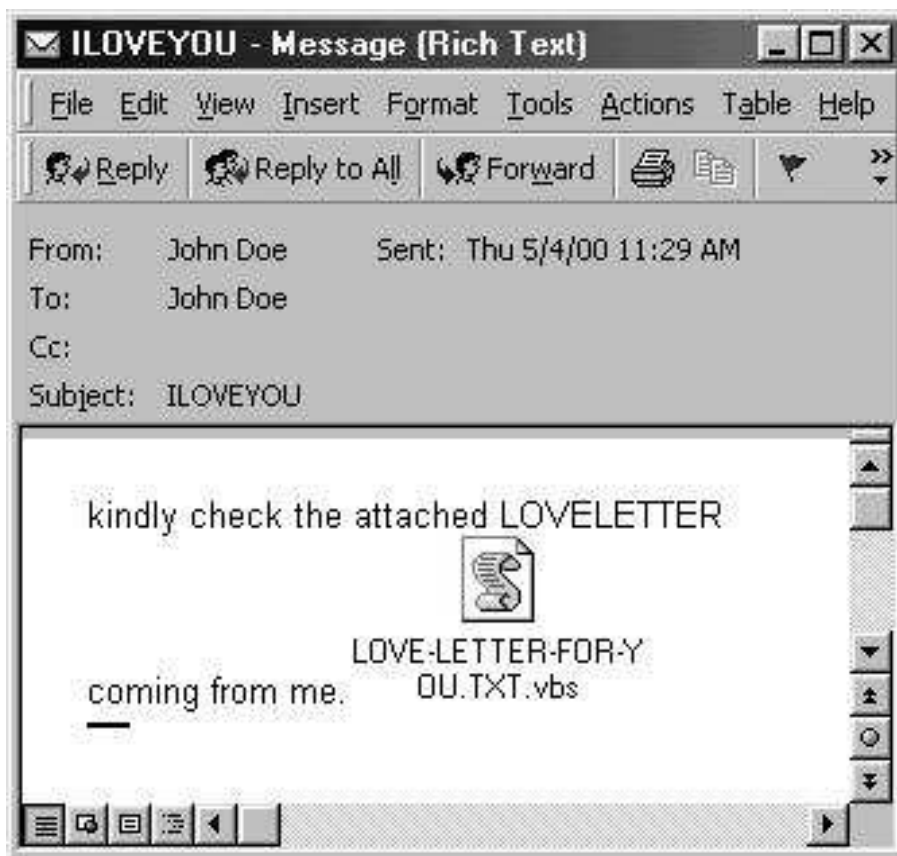 ILOVEYOU - Message (Rich Text)
File Edit View Insert Format Tools Actions Table Help
Reply Reply to All Forward
From: John Doe Sent: Thu 5/4/00 11:29 AM
To: John Doe
Cc:
Subject: ILOVEYOU
kindly check the attached LOVELETTER
LOVE-LETTER-FOR-Y
coming from me. OU.TXT.vbs